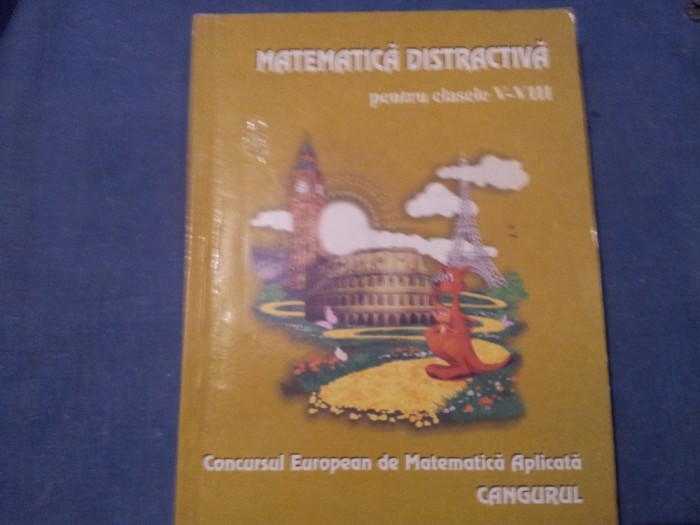 MATEMATICĂ DISTRACTIVĂ
pentru clasele V-VIII
Concursul European de Matematică Aplicată
CANGURUL